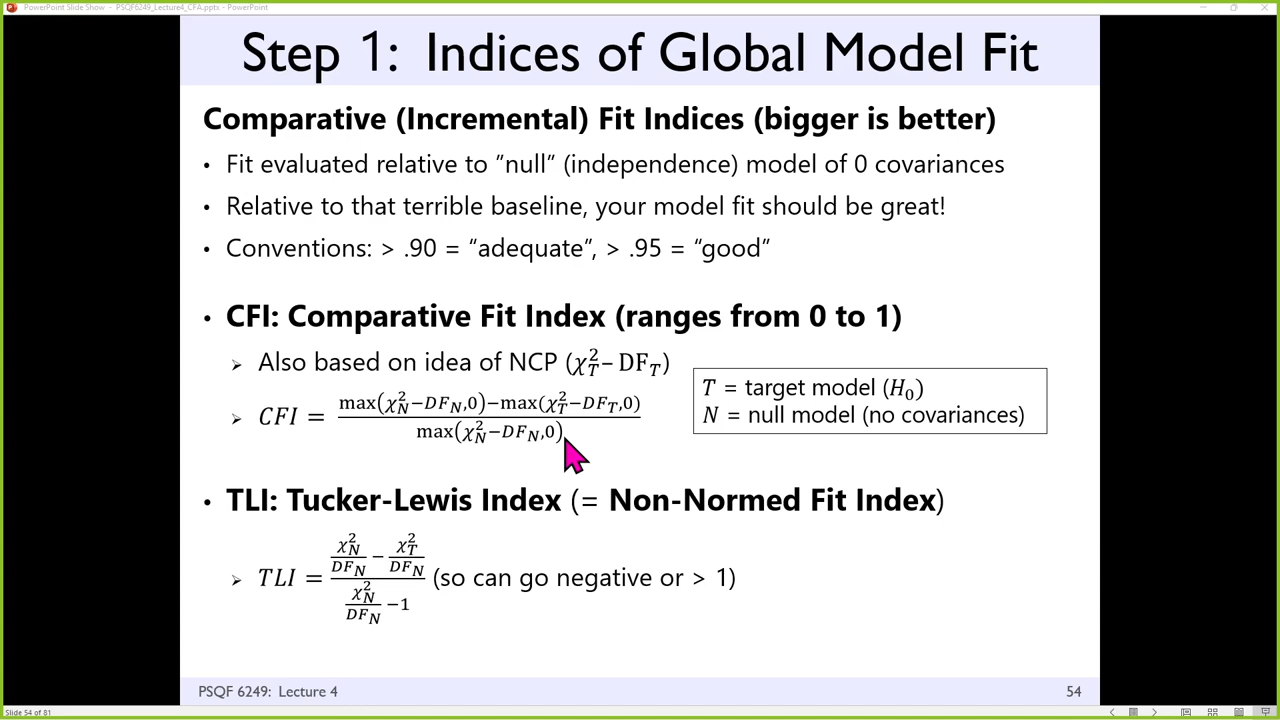 PowerPoint Slide Show - PSQF6249_Lecture4_CFA.pptx - PowerPoint
Step 1: Indices of Global Model Fit
Comparative (Incremental) Fit Indices (bigger is better)
• Fit evaluated relative to ”null” (independence) model of 0 covariances
• Relative to that terrible baseline, your model fit should be great!
• Conventions: > .90 = “adequate”, > .95 = “good”
• CFI: Comparative Fit Index (ranges from 0 to 1)
➢ Also based on idea of NCP (χ²_T – DF_T)
➢ CFI = (max(χ²_N−DF_N,0)−max(χ²_T−DF_T,0)) / max(χ²_N−DF_N,0)
T = target model (H₀)
N = null model (no covariances)
• TLI: Tucker-Lewis Index (= Non-Normed Fit Index)
➢ TLI = (χ²_N/DF_N − χ²_T/DF_N) / (χ²_N/DF_N −1) (so can go negative or > 1)
PSQF 6249: Lecture 4
54
Slide 54 of 81